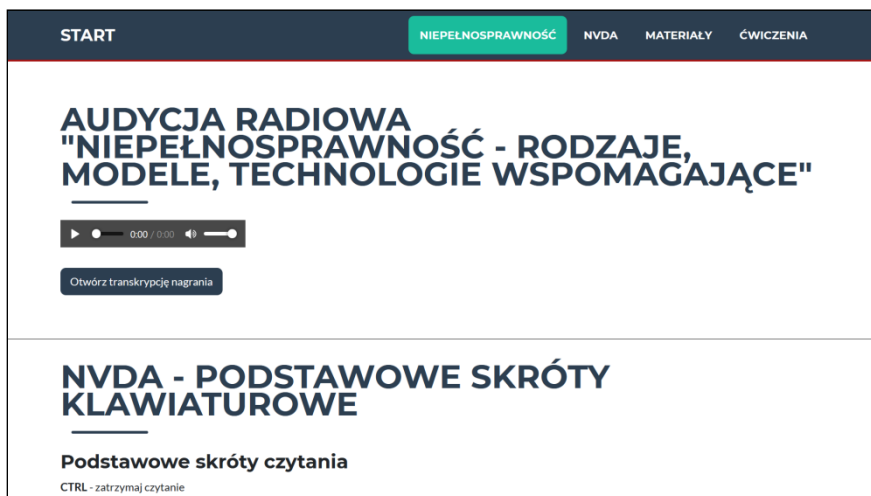 START NIEPEŁNOSPRAWNOŚĆ NVDA MATERIAŁY ĆWICZENIA
AUDYCJA RADIOWA
"NIEPEŁNOSPRAWNOŚĆ - RODZAJE,
MODELE, TECHNOLOGIE WSPOMAGAJĄCE"
0:00 / 0:00
Otwórz transkrypcję nagrania
NVDA - PODSTAWOWE SKRÓTY
KLAWIATUROWE
Podstawowe skróty czytania
CTRL - zatrzymaj czytanie